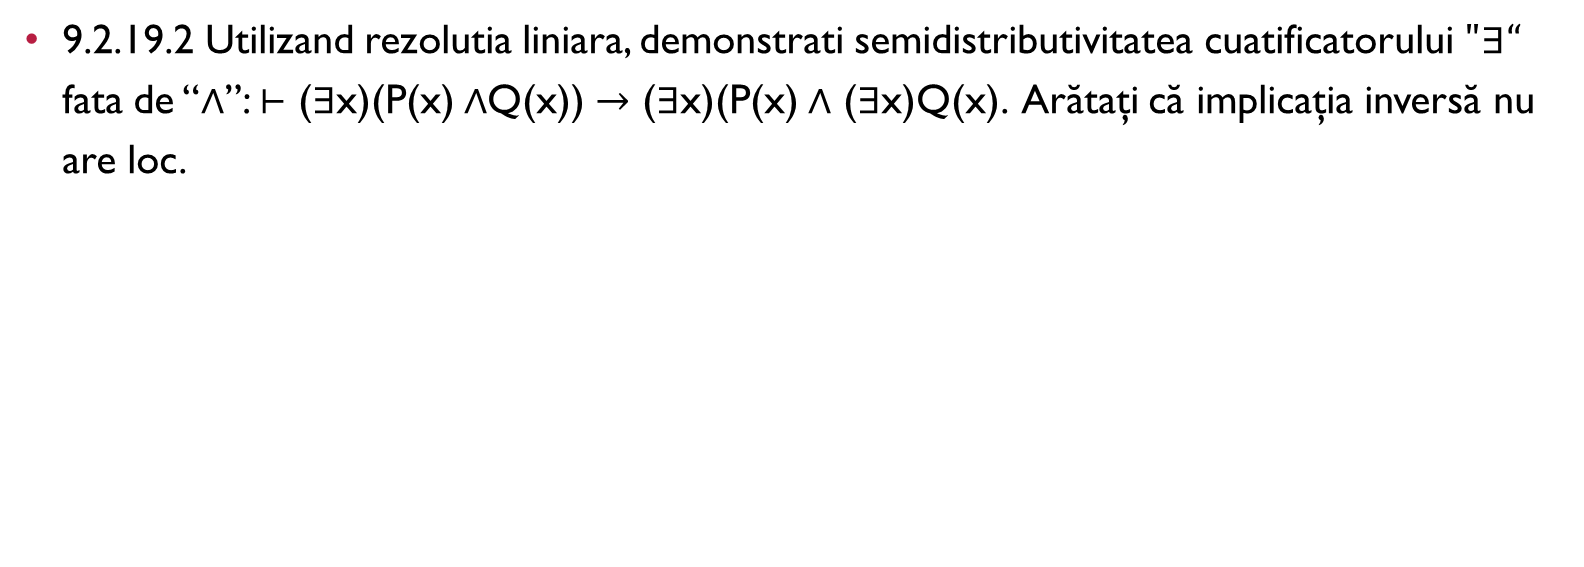 • 9.2.19.2 Utilizand rezolutia liniara, demonstrati semidistributivitatea cuatificatorului "∃“
fata de “∧”: ⊢ (∃x)(P(x) ∧Q(x)) → (∃x)(P(x) ∧ (∃x)Q(x). Arătați că implicația inversă nu
are loc.